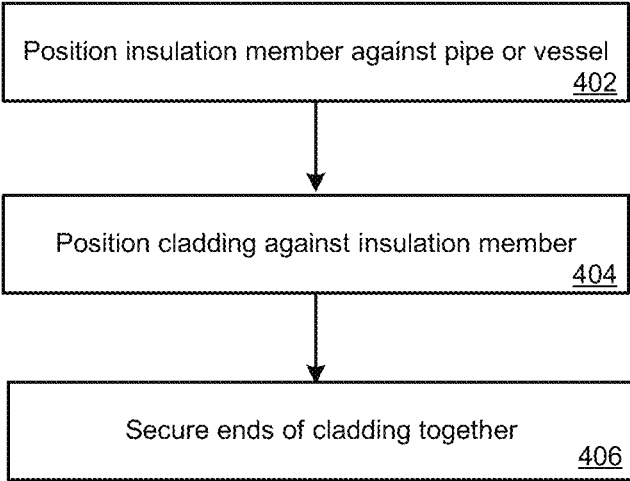 Position insulation member against pipe or vessel
402
Position cladding against insulation member
404
Secure ends of cladding together
406